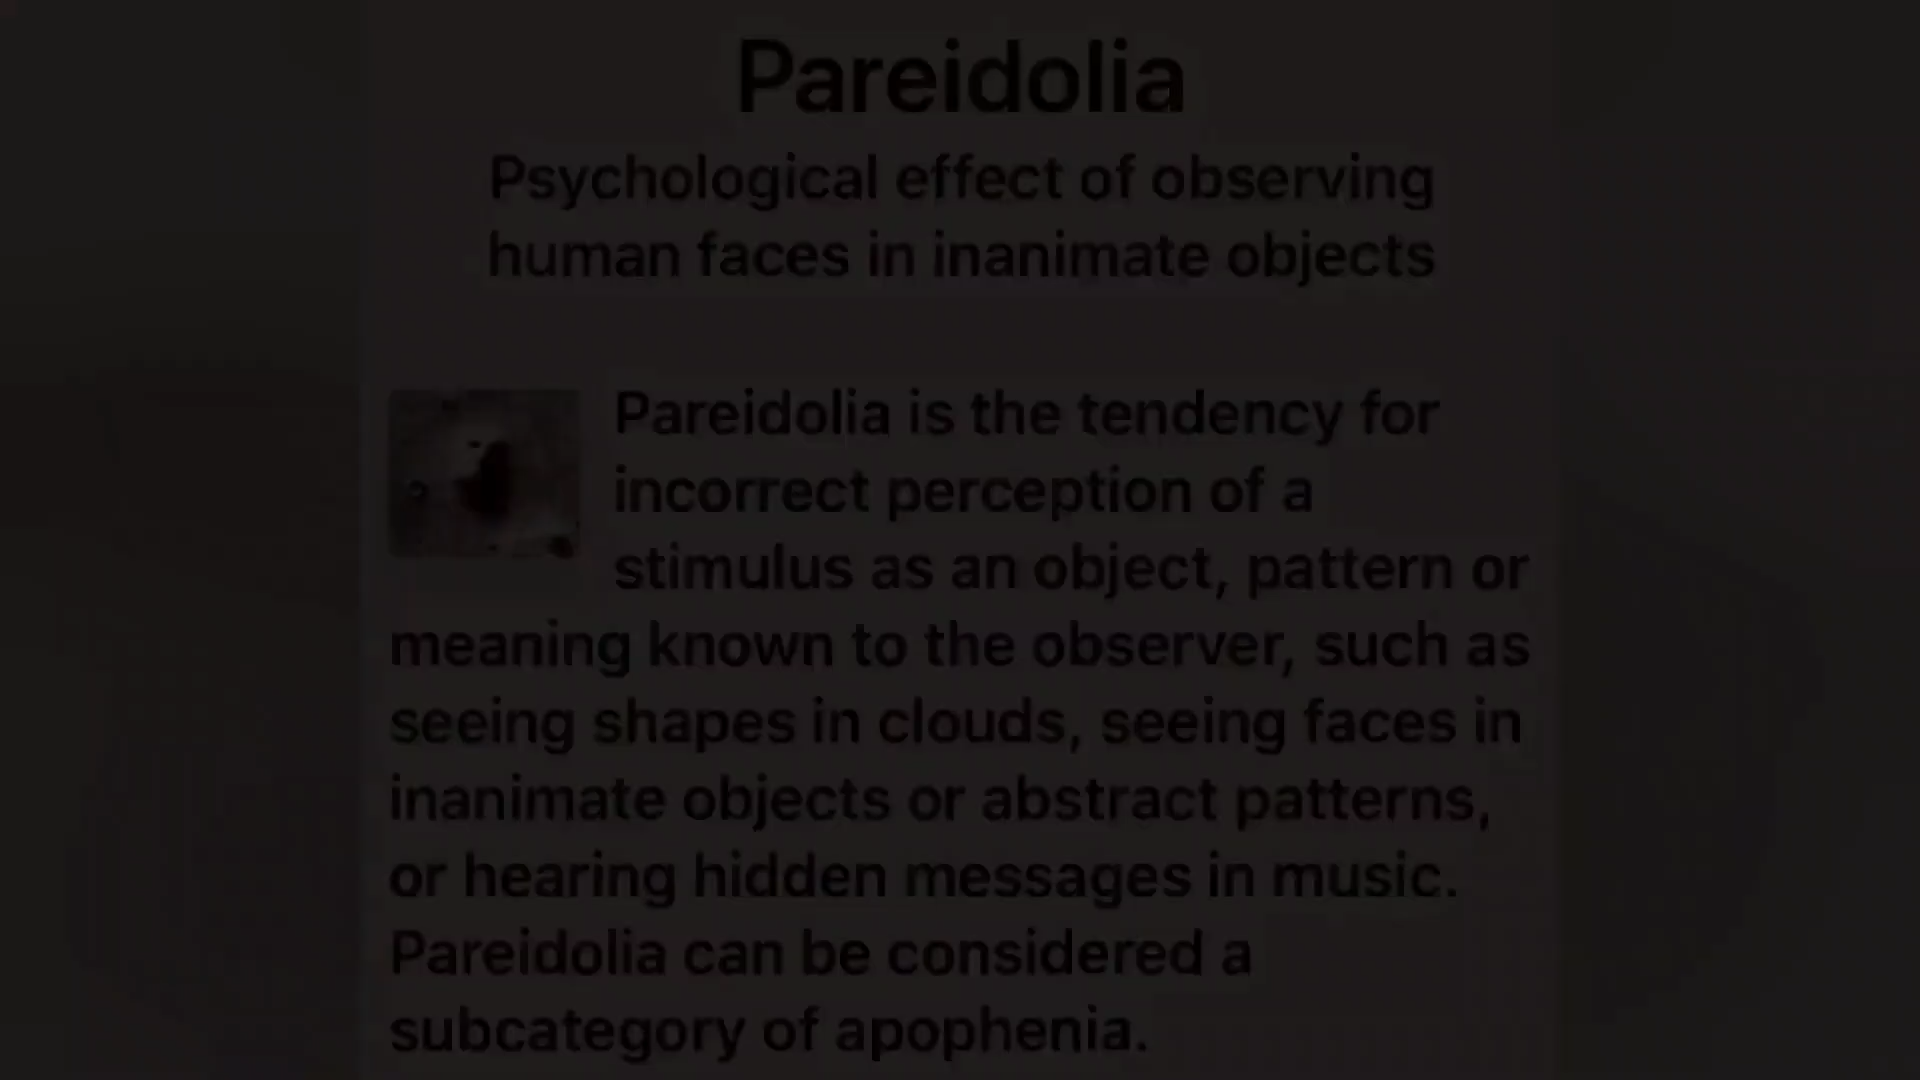 Pareidolia
Psychological effect of observing
human faces in inanimate objects
Pareidolia is the tendency for
incorrect perception of a
stimulus as an object, pattern or
meaning known to the observer, such as
seeing shapes in clouds, seeing faces in
inanimate objects or abstract patterns,
or hearing hidden messages in music.
Pareidolia can be considered a
subcategory of apophenia.